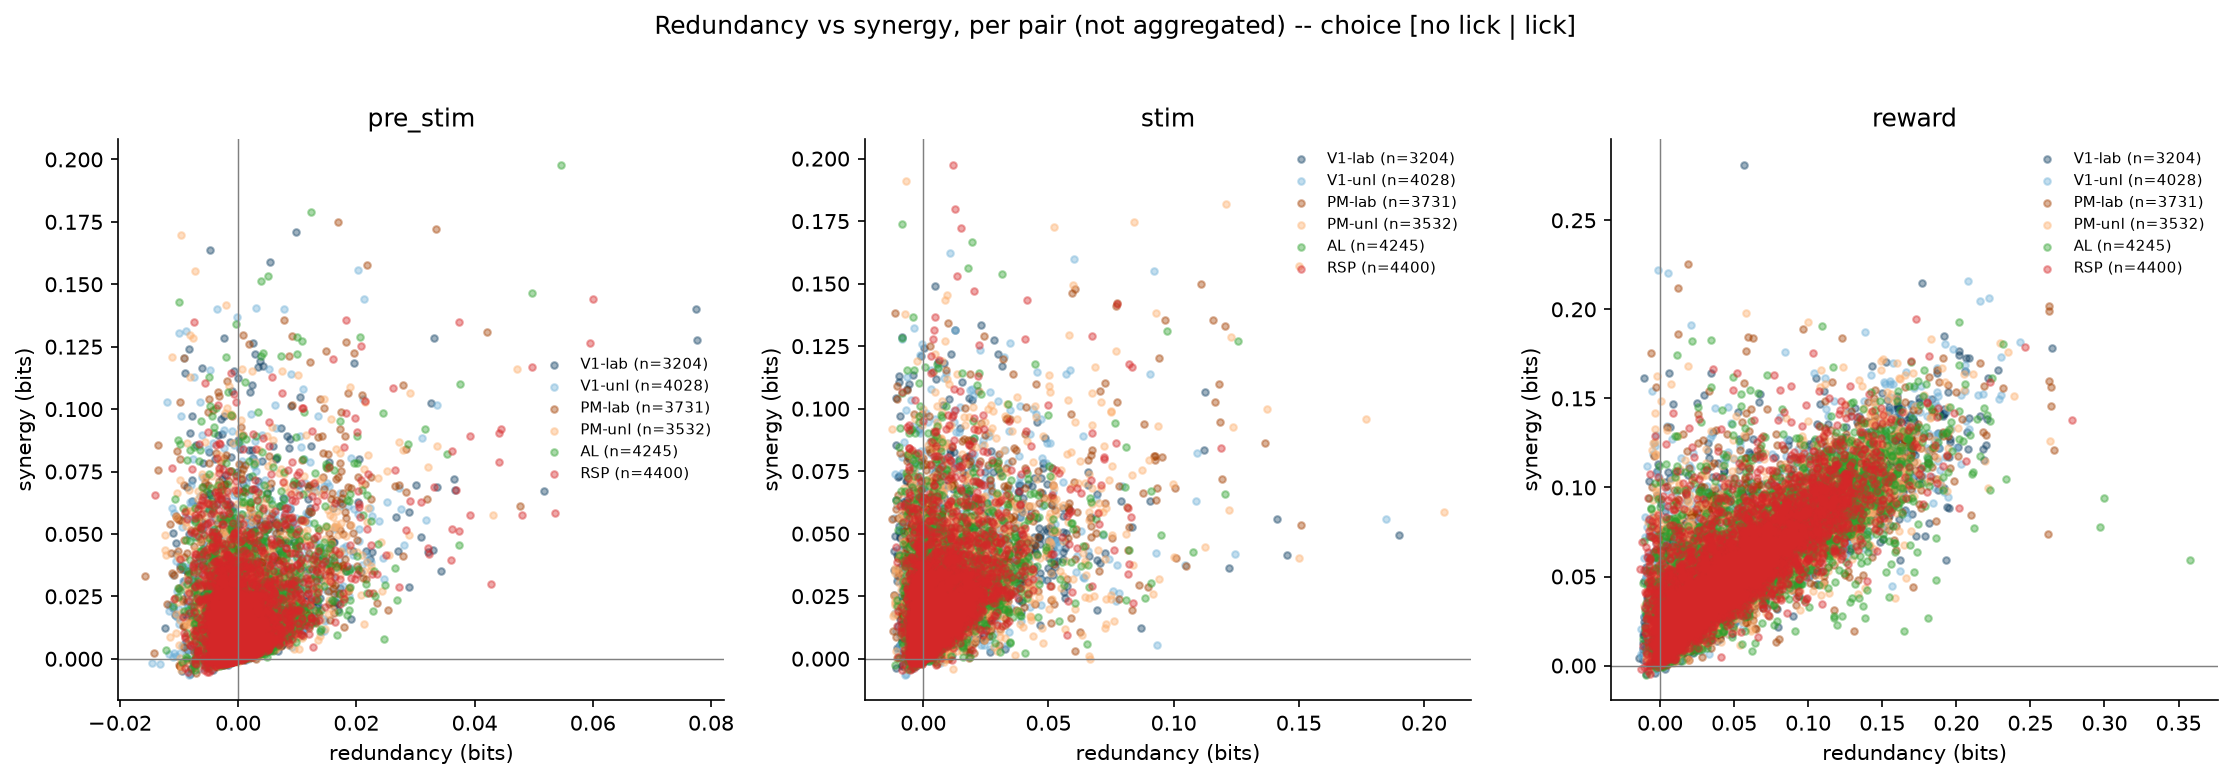 Redundancy vs synergy, per pair (not aggregated) -- choice [no lick | lick]
pre_stim
synergy (bits)
0.200
0.175
0.150
0.125
0.100
0.075
0.050
0.025
0.000
V1-lab (n=3204)
V1-unl (n=4028)
PM-lab (n=3731)
PM-unl (n=3532)
AL (n=4245)
RSP (n=4400)
−0.02 0.00 0.02 0.04 0.06 0.08
redundancy (bits)
stim
synergy (bits)
0.200
0.175
0.150
0.125
0.100
0.075
0.050
0.025
0.000
V1-lab (n=3204)
V1-unl (n=4028)
PM-lab (n=3731)
PM-unl (n=3532)
AL (n=4245)
RSP (n=4400)
0.00 0.05 0.10 0.15 0.20
redundancy (bits)
reward
synergy (bits)
0.25
0.20
0.15
0.10
0.05
0.00
V1-lab (n=3204)
V1-unl (n=4028)
PM-lab (n=3731)
PM-unl (n=3532)
AL (n=4245)
RSP (n=4400)
0.00 0.05 0.10 0.15 0.20 0.25 0.30 0.35
redundancy (bits)